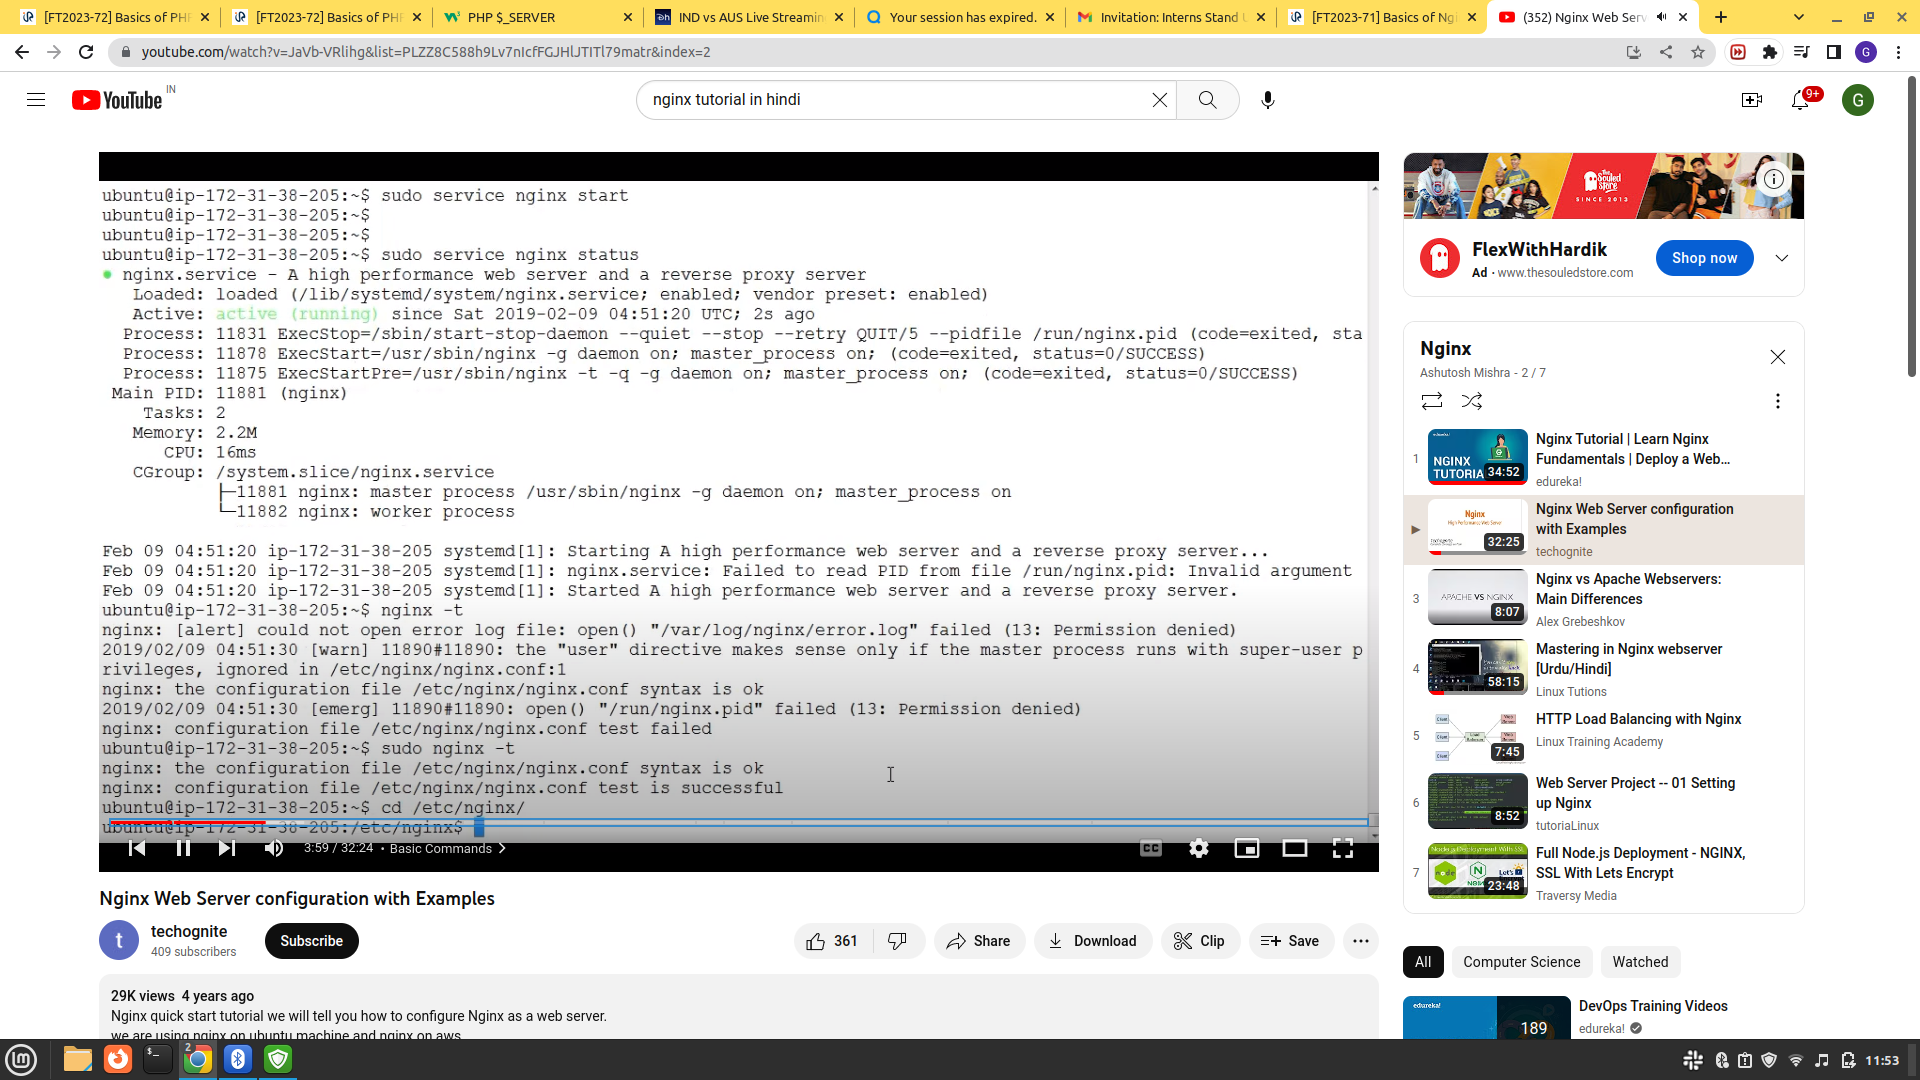 [FT2023-72] Basics of PHP
[FT2023-72] Basics of PHP
PHP $_SERVER
IND vs AUS Live Streamin
Your session has expired.
Invitation: Interns Stand U
[FT2023-71] Basics of Ngi
(352) Nginx Web Serv
youtube.com/watch?v=JaVb-VRlihg&list=PLZZ8C588h9Lv7nIcfFGJHlJTITl79matr&index=2
G
YouTube IN
nginx tutorial in hindi
9+
G
ubuntu@ip-172-31-38-205:~$ sudo service nginx start
ubuntu@ip-172-31-38-205:~$
ubuntu@ip-172-31-38-205:~$
ubuntu@ip-172-31-38-205:~$ sudo service nginx status
● nginx.service - A high performance web server and a reverse proxy server
Loaded: loaded (/lib/systemd/system/nginx.service; enabled; vendor preset: enabled)
Active: active (running) since Sat 2019-02-09 04:51:20 UTC; 2s ago
Process: 11831 ExecStop=/sbin/start-stop-daemon --quiet --stop --retry QUIT/5 --pidfile /run/nginx.pid (code=exited, sta
Process: 11878 ExecStart=/usr/sbin/nginx -g daemon on; master_process on; (code=exited, status=0/SUCCESS)
Process: 11875 ExecStartPre=/usr/sbin/nginx -t -q -g daemon on; master_process on; (code=exited, status=0/SUCCESS)
Main PID: 11881 (nginx)
Tasks: 2
Memory: 2.2M
CPU: 16ms
CGroup: /system.slice/nginx.service
├─11881 nginx: master process /usr/sbin/nginx -g daemon on; master_process on
└─11882 nginx: worker process
Feb 09 04:51:20 ip-172-31-38-205 systemd[1]: Starting A high performance web server and a reverse proxy server...
Feb 09 04:51:20 ip-172-31-38-205 systemd[1]: nginx.service: Failed to read PID from file /run/nginx.pid: Invalid argument
Feb 09 04:51:20 ip-172-31-38-205 systemd[1]: Started A high performance web server and a reverse proxy server.
ubuntu@ip-172-31-38-205:~$ nginx -t
nginx: [alert] could not open error log file: open() "/var/log/nginx/error.log" failed (13: Permission denied)
2019/02/09 04:51:30 [warn] 11890#11890: the "user" directive makes sense only if the master process runs with super-user p
rivileges, ignored in /etc/nginx/nginx.conf:1
nginx: the configuration file /etc/nginx/nginx.conf syntax is ok
2019/02/09 04:51:30 [emerg] 11890#11890: open() "/run/nginx.pid" failed (13: Permission denied)
nginx: configuration file /etc/nginx/nginx.conf test failed
ubuntu@ip-172-31-38-205:~$ sudo nginx -t
nginx: the configuration file /etc/nginx/nginx.conf syntax is ok
nginx: configuration file /etc/nginx/nginx.conf test is successful
ubuntu@ip-172-31-38-205:~$ cd /etc/nginx/
ubuntu@ip-172-31-38-205:/etc/nginx$
3:59 / 32:24 • Basic Commands
CC
Nginx Web Server configuration with Examples
t
techognite
409 subscribers
Subscribe
361
Share
Download
Clip
Save
29K views 4 years ago
Nginx quick start tutorial we will tell you how to configure Nginx as a web server.
we are using nginx on ubuntu machine and nginx on aws
The Souled Store
SINCE 2013
FlexWithHardik
Ad · www.thesouledstore.com
Shop now
Nginx
Ashutosh Mishra - 2 / 7
1
NGINX
TUTORIA
34:52
Nginx Tutorial | Learn Nginx
Fundamentals | Deploy a Web...
edureka!
Nginx
32:25
Nginx Web Server configuration
with Examples
techognite
3
APACHE VS NGINX
8:07
Nginx vs Apache Webservers:
Main Differences
Alex Grebeshkov
4
58:15
Mastering in Nginx webserver
[Urdu/Hindi]
Linux Tutions
5
7:45
HTTP Load Balancing with Nginx
Linux Training Academy
6
8:52
Web Server Project -- 01 Setting
up Nginx
tutoriaLinux
7
23:48
Full Node.js Deployment - NGINX,
SSL With Lets Encrypt
Traversy Media
All
Computer Science
Watched
edureka!
189
DevOps Training Videos
edureka!
2
11:53